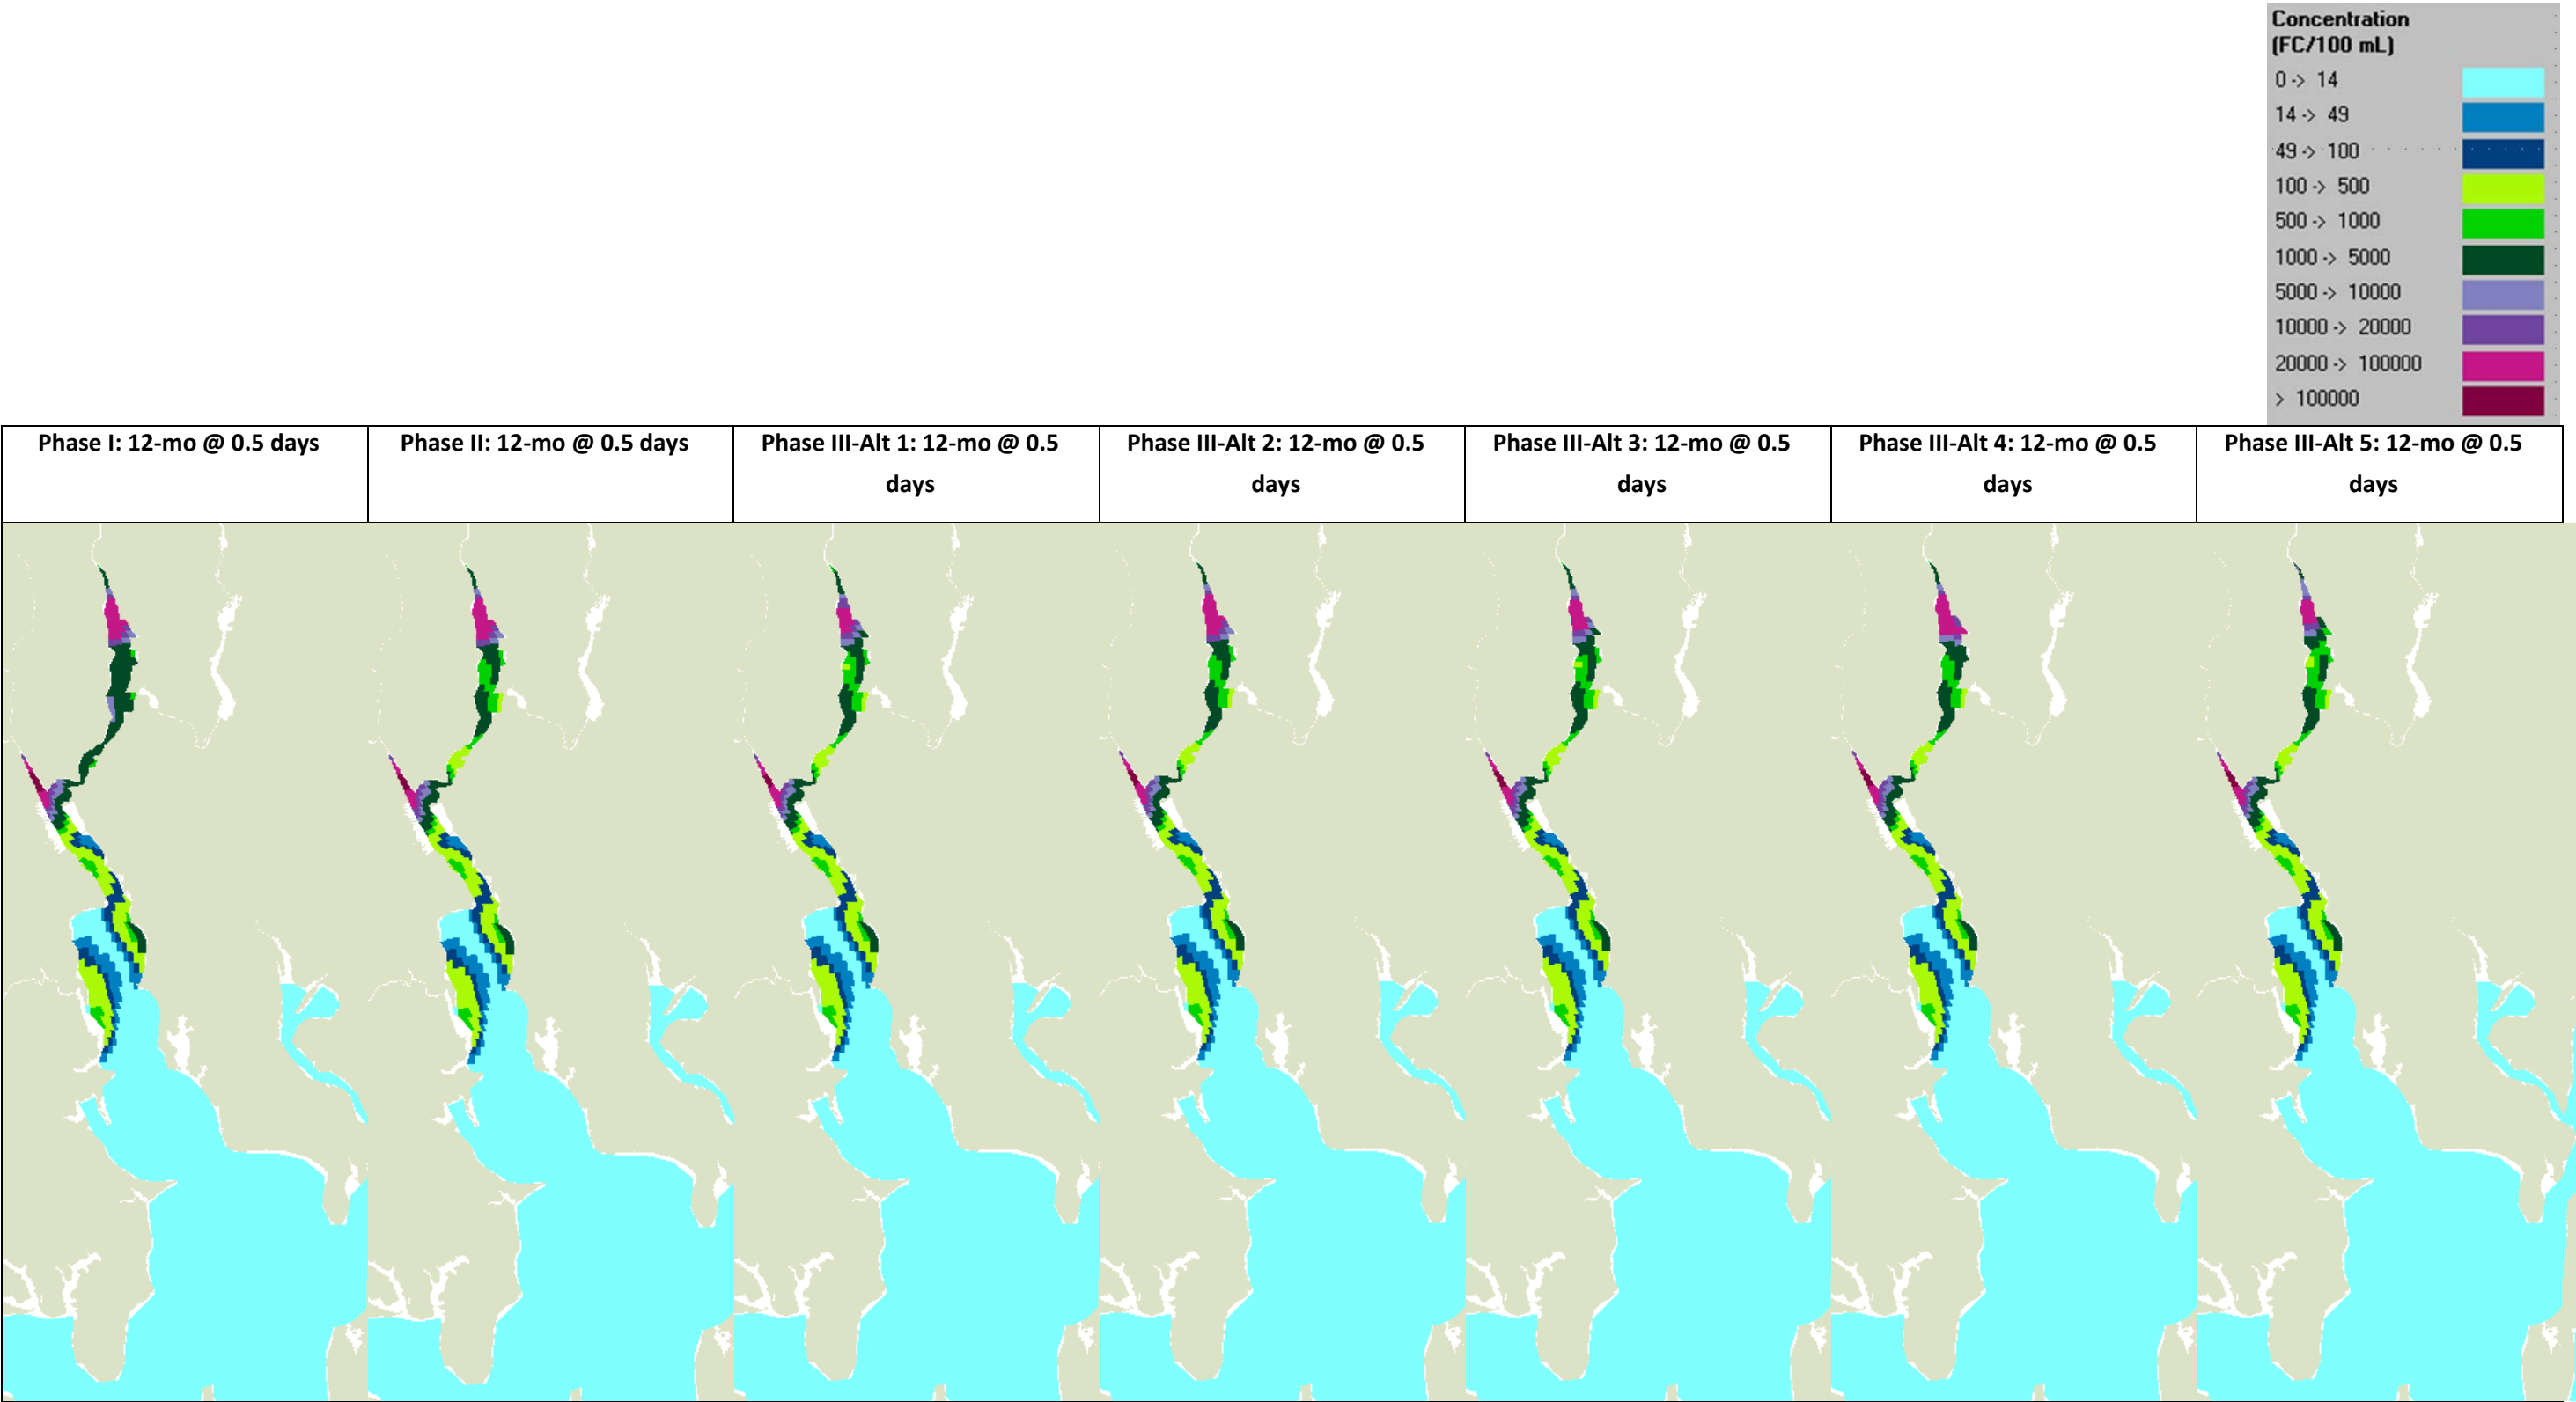 Concentration
(FC/100 mL)
0 -> 14
14 -> 49
49 -> 100
100 -> 500
500 -> 1000
1000 -> 5000
5000 -> 10000
10000 -> 20000
20000 -> 100000
> 100000
Phase I: 12-mo @ 0.5 days
Phase II: 12-mo @ 0.5 days
Phase III-Alt 1: 12-mo @ 0.5
days
Phase III-Alt 2: 12-mo @ 0.5
days
Phase III-Alt 3: 12-mo @ 0.5
days
Phase III-Alt 4: 12-mo @ 0.5
days
Phase III-Alt 5: 12-mo @ 0.5
days